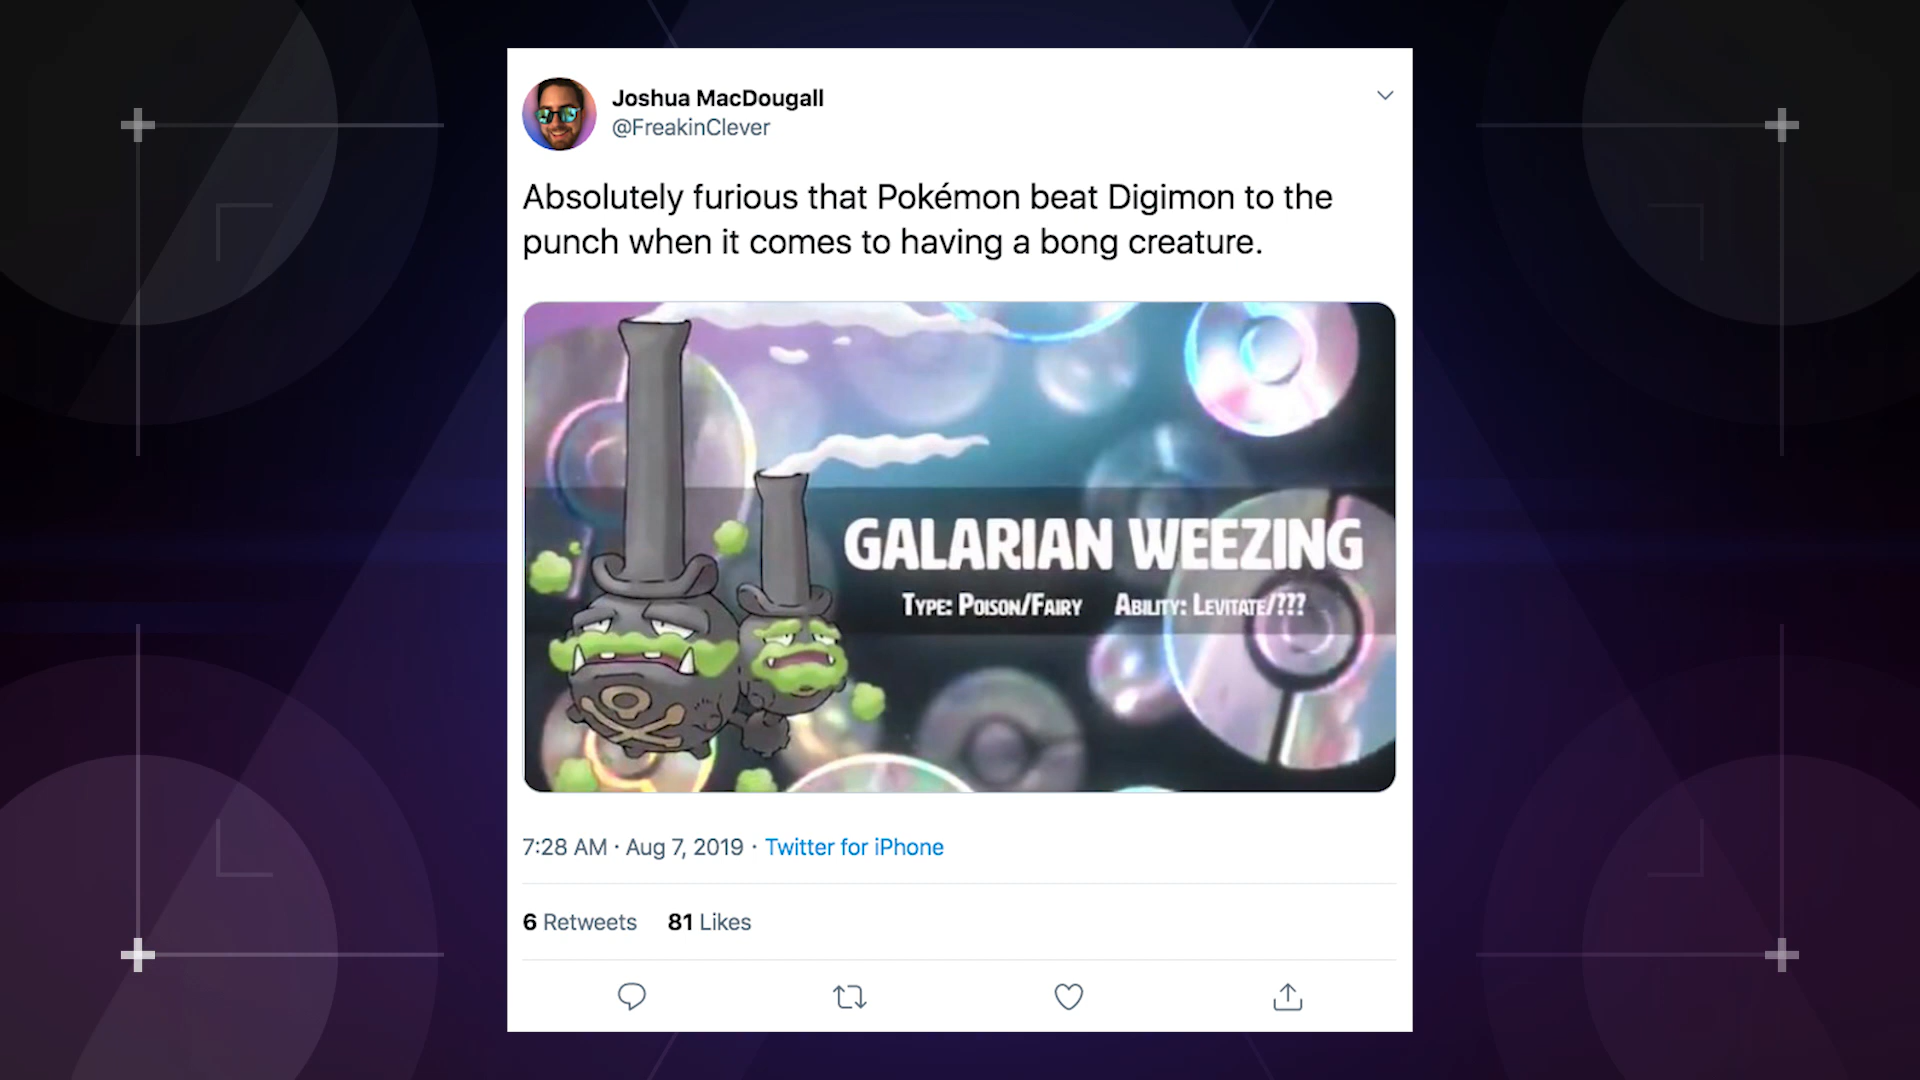 Joshua MacDougall
@FreakinClever
Absolutely furious that Pokémon beat Digimon to the
punch when it comes to having a bong creature.
GALARIAN WEEZING
TYPE: POISON/FAIRY ABILITY: LEVITATE/???
7:28 AM · Aug 7, 2019 · Twitter for iPhone
6 Retweets 81 Likes